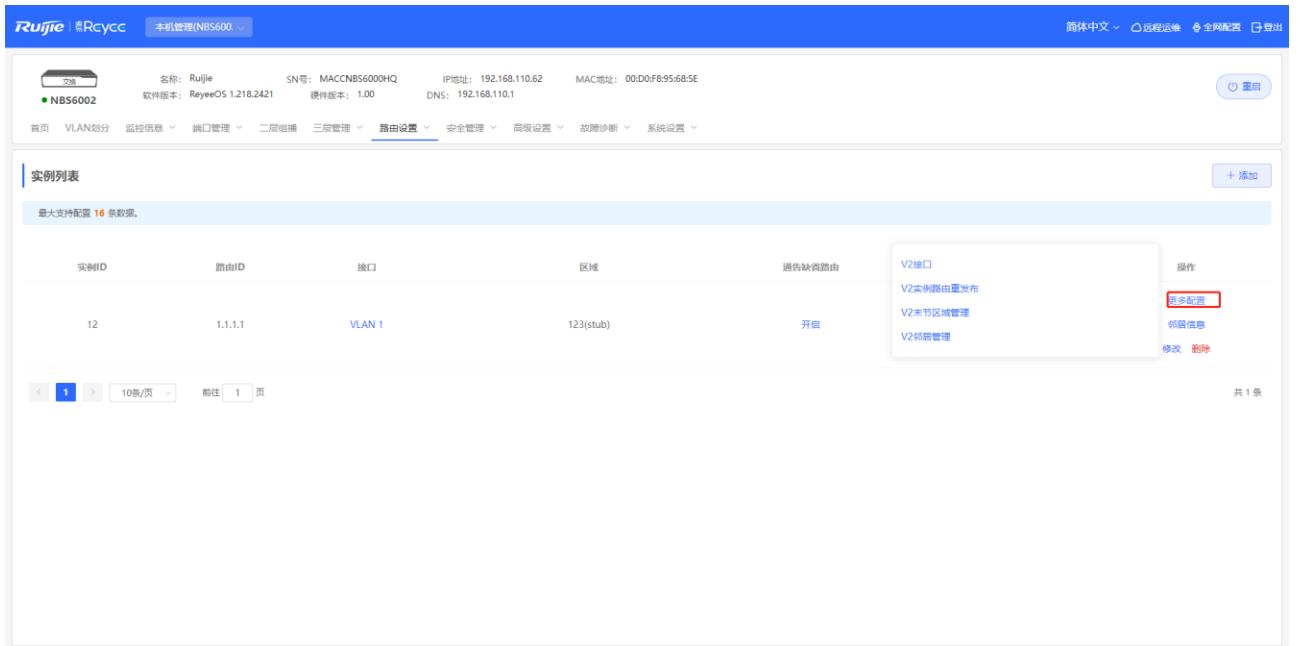 Ruijie | Rcycc 本机管理(NBS600. 简体中文 远程运维 全网配置 登出
交换
NBS6002
名称: Ruijie SN号: MACCNBS6000HQ IP地址: 192.168.110.62 MAC地址: 00:D0:F8:95:68:5E
软件版本: ReyeeOS 1.218.2421 硬件版本: 1.00 DNS: 192.168.110.1
重启
首页 VLAN划分 监控信息 端口管理 二层组播 三层管理 路由设置 安全管理 高级设置 故障诊断 系统设置
实例列表
+ 添加
最大支持配置 16 条数据。
实例ID 路由ID 接口 区域 通告缺省路由 操作
12 1.1.1.1 VLAN 1 123(stub) 开启
V2接口
V2实例路由重发布
V2末节区域管理
V2邻居管理
更多配置
邻居信息
修改 删除
< 1 > 10条/页 前往 1 页 共 1 条